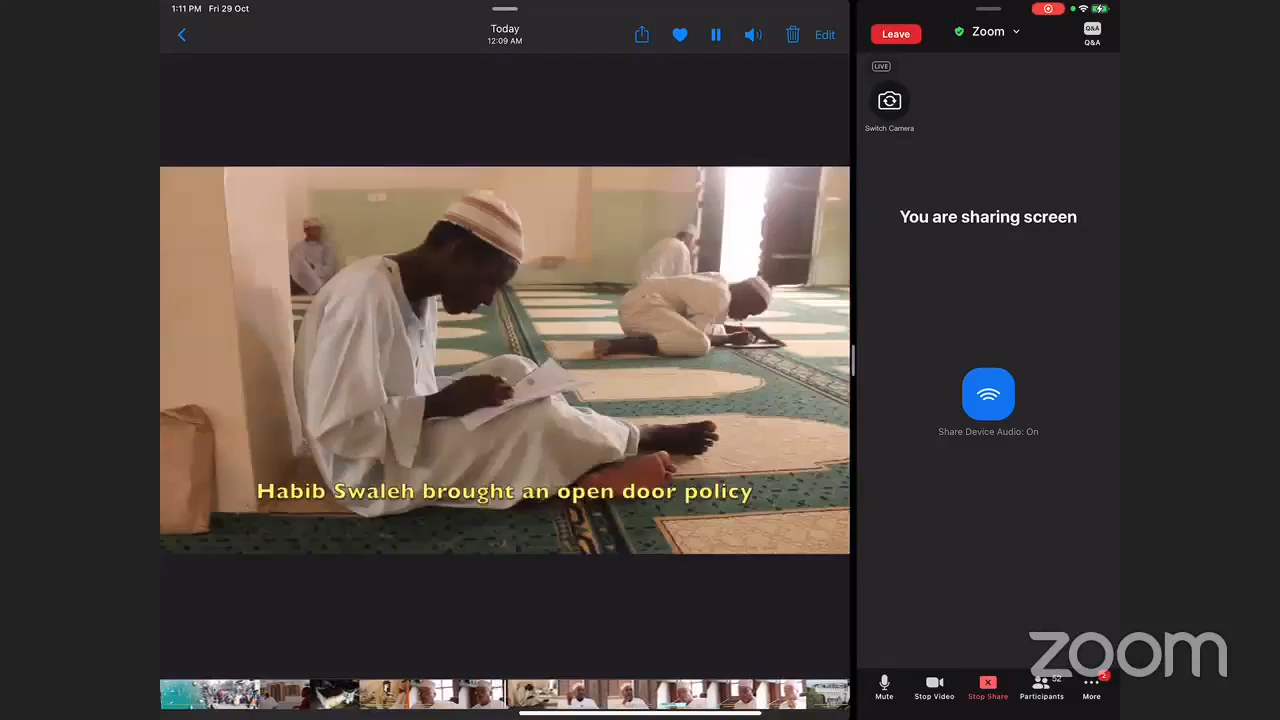 1:11 PM Fri 29 Oct
Today
12:09 AM
Edit
Leave
Zoom
Q&A
Q&A
LIVE
Switch Camera
You are sharing screen
Share Device Audio: On
Habib Swaleh brought an open door policy
zoom
52
2
Mute
Stop Video
Stop Share
Participants
More